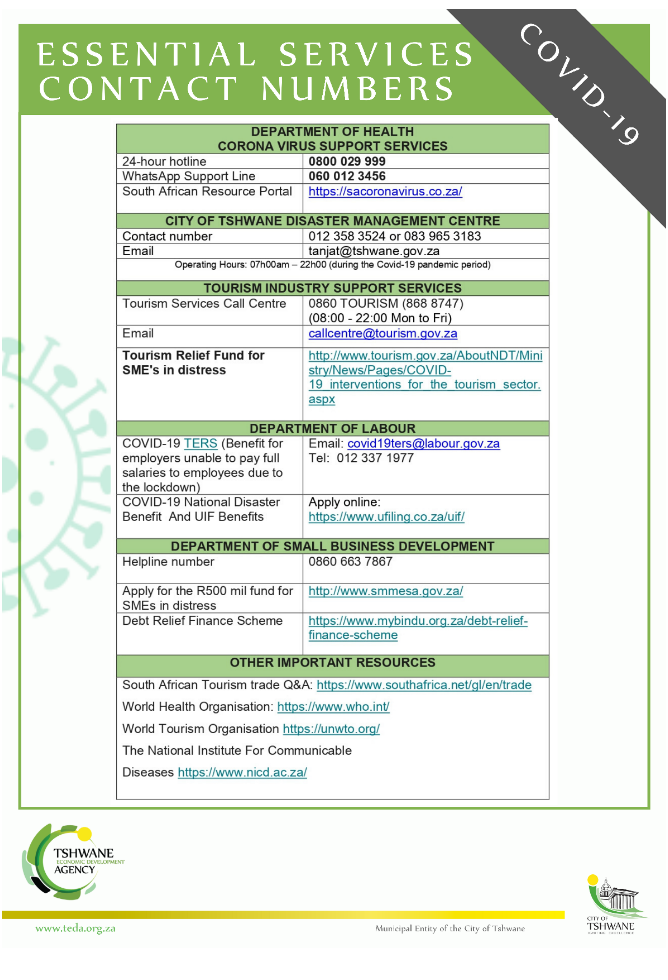 ESSENTIAL SERVICES
CONTACT NUMBERS
COVID-19
DEPARTMENT OF HEALTH
CORONA VIRUS SUPPORT SERVICES
24-hour hotline 0800 029 999
WhatsApp Support Line 060 012 3456
South African Resource Portal https://sacoronavirus.co.za/
CITY OF TSHWANE DISASTER MANAGEMENT CENTRE
Contact number 012 358 3524 or 083 965 3183
Email tanjat@tshwane.gov.za
Operating Hours: 07h00am – 22h00 (during the Covid-19 pandemic period)
TOURISM INDUSTRY SUPPORT SERVICES
Tourism Services Call Centre 0860 TOURISM (868 8747)
(08:00 - 22:00 Mon to Fri)
Email callcentre@tourism.gov.za
Tourism Relief Fund for http://www.tourism.gov.za/AboutNDT/Mini
SME's in distress stry/News/Pages/COVID-
19_interventions_for_the_tourism_sector.
aspx
DEPARTMENT OF LABOUR
COVID-19 TERS (Benefit for Email: covid19ters@labour.gov.za
employers unable to pay full Tel: 012 337 1977
salaries to employees due to
the lockdown)
COVID-19 National Disaster Apply online:
Benefit And UIF Benefits https://www.ufiling.co.za/uif/
DEPARTMENT OF SMALL BUSINESS DEVELOPMENT
Helpline number 0860 663 7867
Apply for the R500 mil fund for http://www.smmesa.gov.za/
SMEs in distress
Debt Relief Finance Scheme https://www.mybindu.org.za/debt-relief-
finance-scheme
OTHER IMPORTANT RESOURCES
South African Tourism trade Q&A: https://www.southafrica.net/gl/en/trade
World Health Organisation: https://www.who.int/
World Tourism Organisation https://unwto.org/
The National Institute For Communicable
Diseases https://www.nicd.ac.za/
TSHWANE
ECONOMIC DEVELOPMENT
AGENCY
CITY OF
TSHWANE
www.teda.org.za Municipal Entity of the City of Tshwane